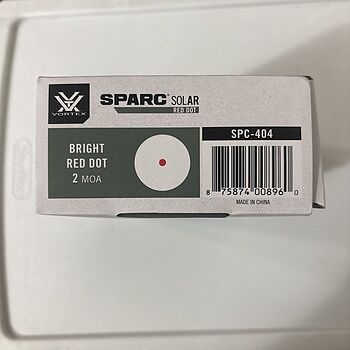 VORTEX
SPARC® SOLAR
RED DOT
BRIGHT
RED DOT
2 MOA
SPC-404
8 75874 00896 0
MADE IN CHINA